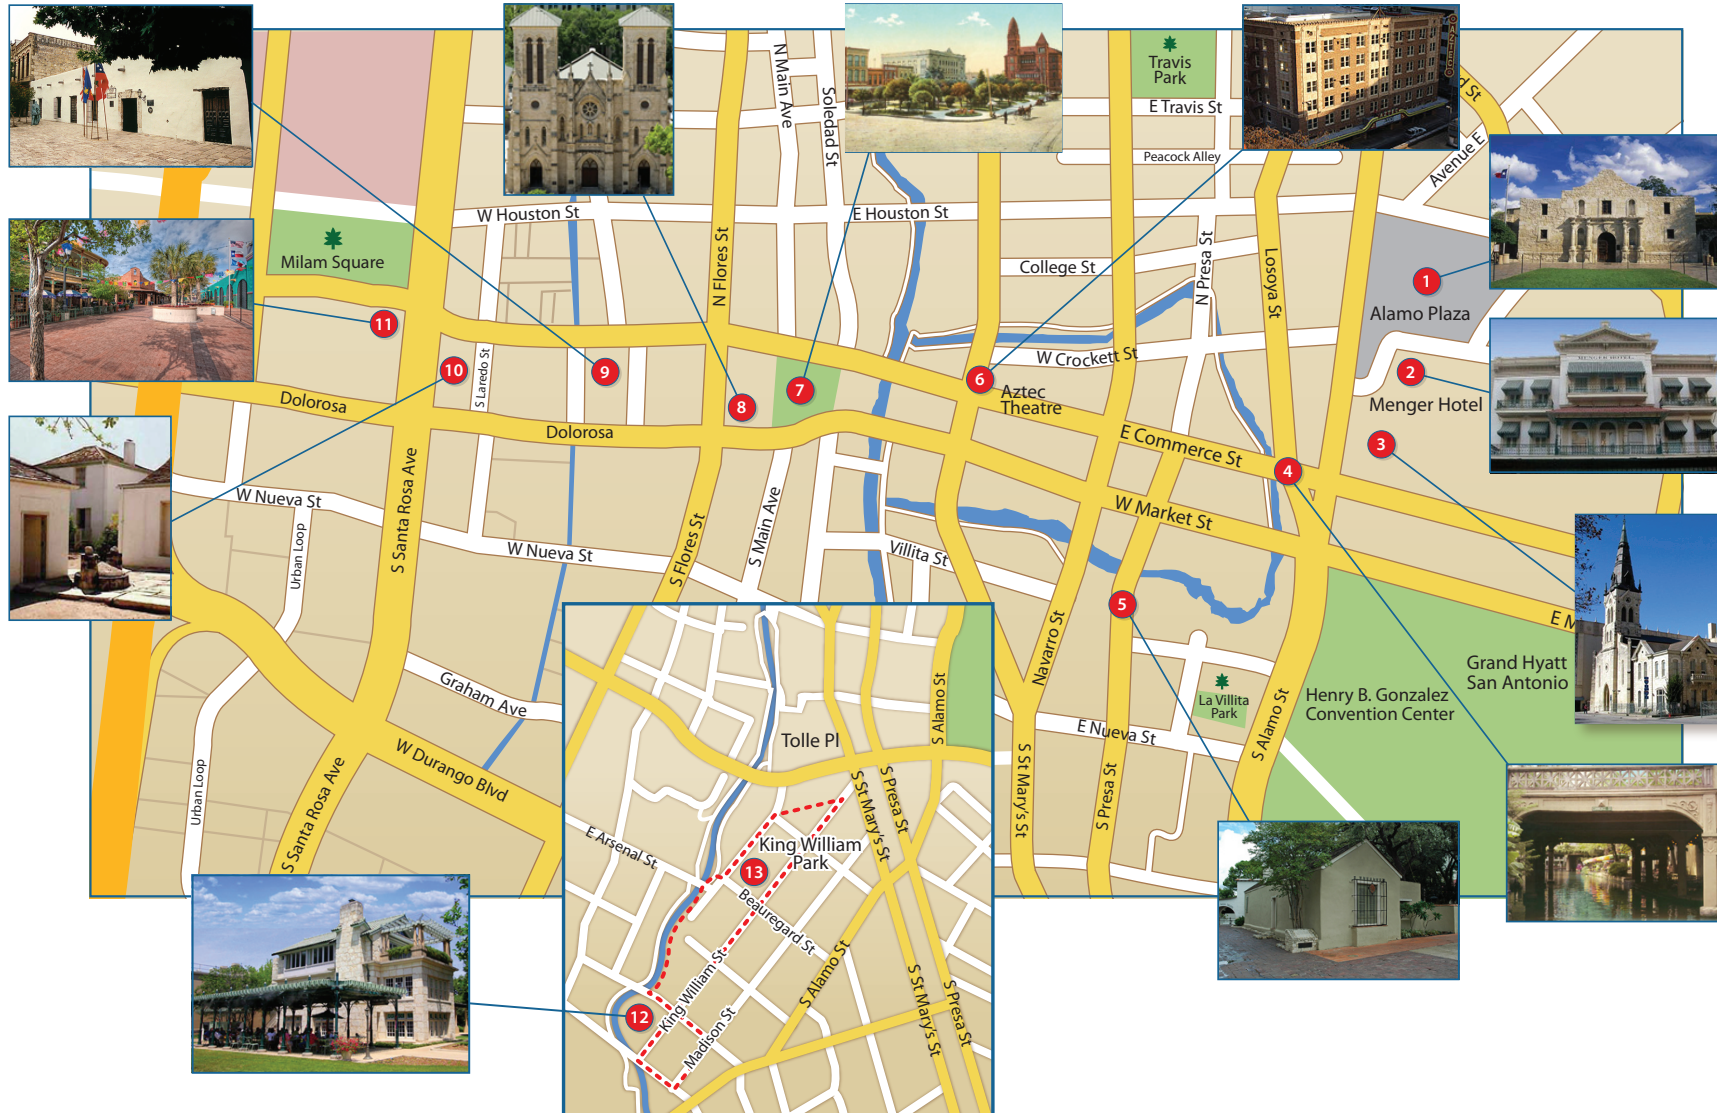 N Main Ave
Soledad St
Travis
Park
E Travis St
Peacock Alley
AZTEC
d St
Avenue E
W Houston St
E Houston St
Milam Square
N Flores St
College St
N Presa St
Losoya St
1
Alamo Plaza
11
W Crockett St
MENGER HOTEL
10
S Laredo St
9
8
7
6
Aztec
Theatre
2
Menger Hotel
3
Dolorosa
Dolorosa
E Commerce St
4
W Nueva St
Urban Loop
S Santa Rosa Ave
W Nueva St
S Flores St
S Main Ave
Villita St
W Market St
5
E M
Navarro St
La Villita
Park
Grand Hyatt
San Antonio
Henry B. Gonzalez
Convention Center
Graham Ave
W Durango Blvd
Urban Loop
S Santa Rosa Ave
E Nueva St
S Alamo St
S St Mary's St
S Presa St
S Alamo St
Tolle Pl
S St Mary's St
S Presa St
E Arsenal St
King William
Park
13
Beauregard St
King William St
12
Madison St
S Alamo St
S St Mary's St
S Presa St